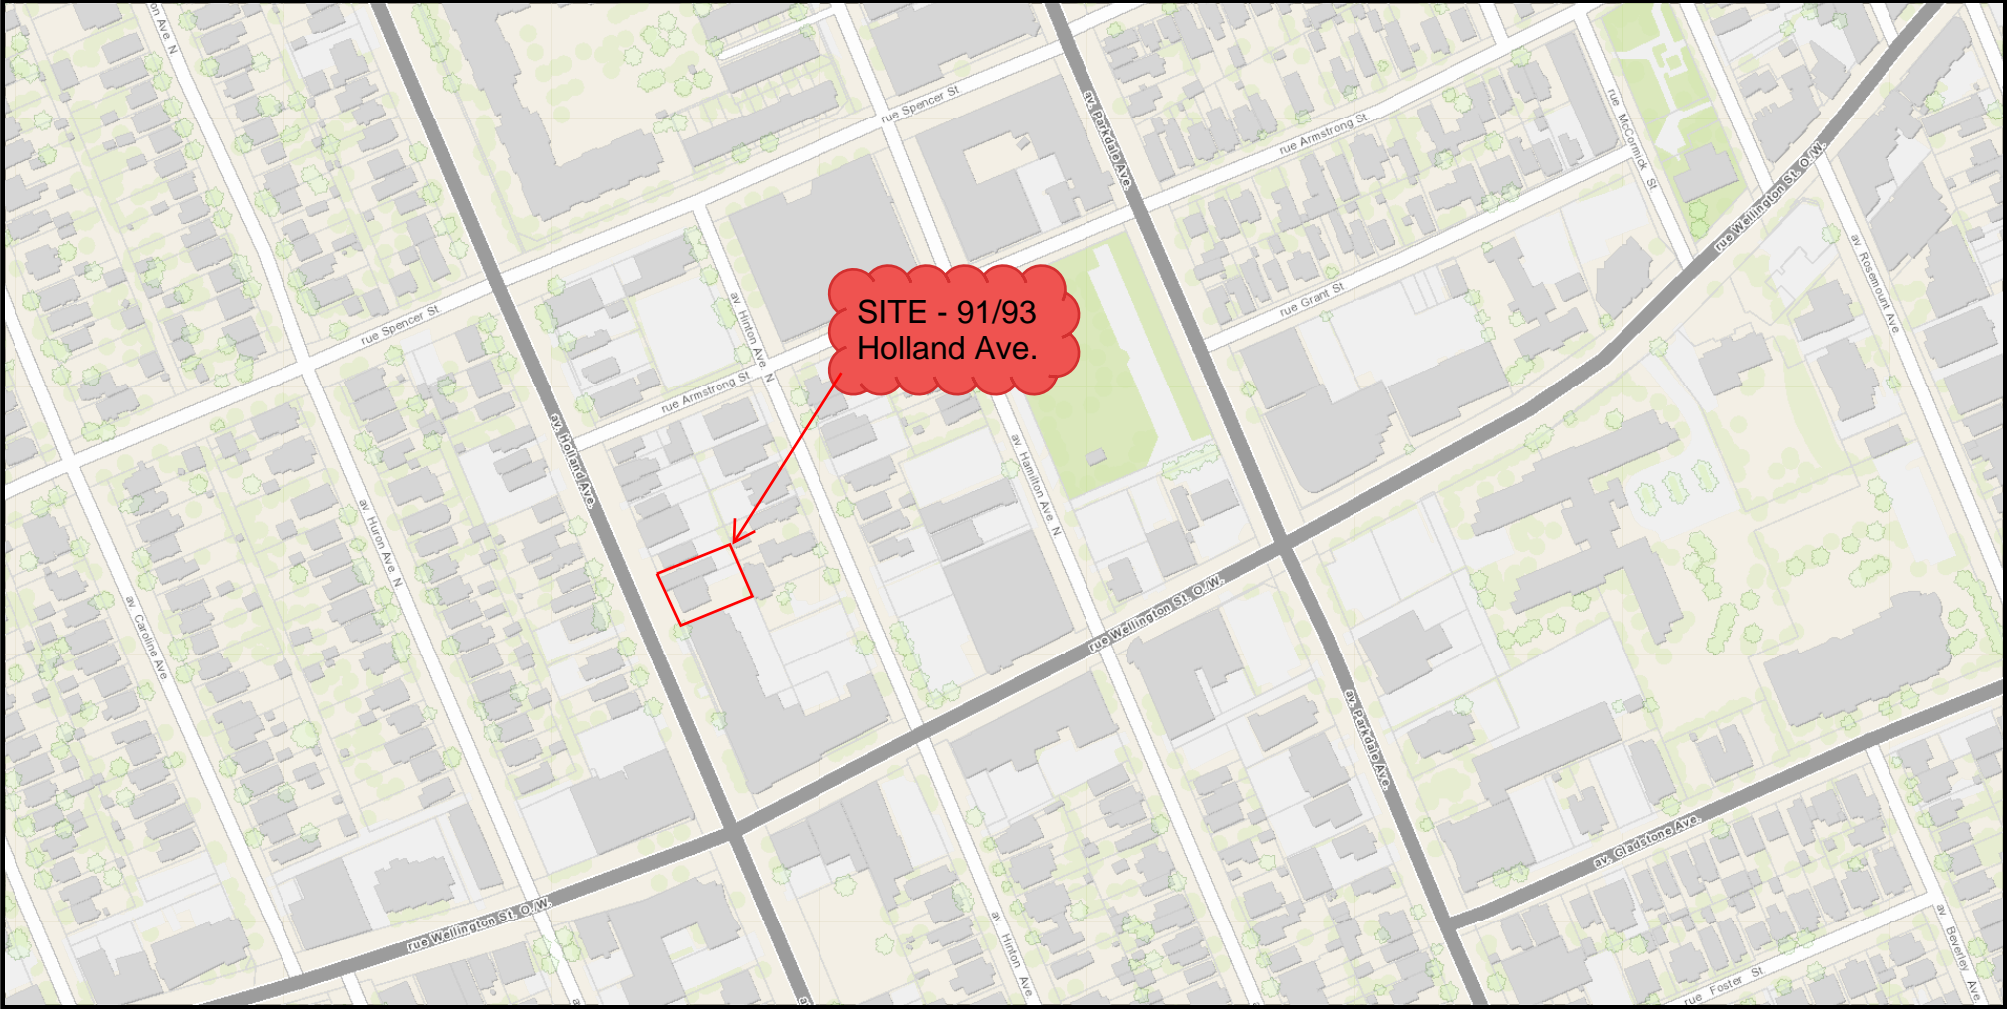 on Ave. N
rue Spencer St
av. Parkdale Ave.
rue Armstrong St
rue McCormick St
rue Wellington St. O./W.
av Rosemount Ave
rue Grant St
SITE - 91/93
Holland Ave.
av Hinton Ave. N
rue Spencer St
rue Armstrong St
av. Holland Ave.
av Hamilton Ave. N
av Huron Ave. N
av Caroline Ave
rue Wellington St. O./W.
av. Parkdale Ave.
av. Gladstone Ave.
rue Wellington St. O./W.
av Hinton Ave
av Beverley Ave.
rue Foster St
a
a
a